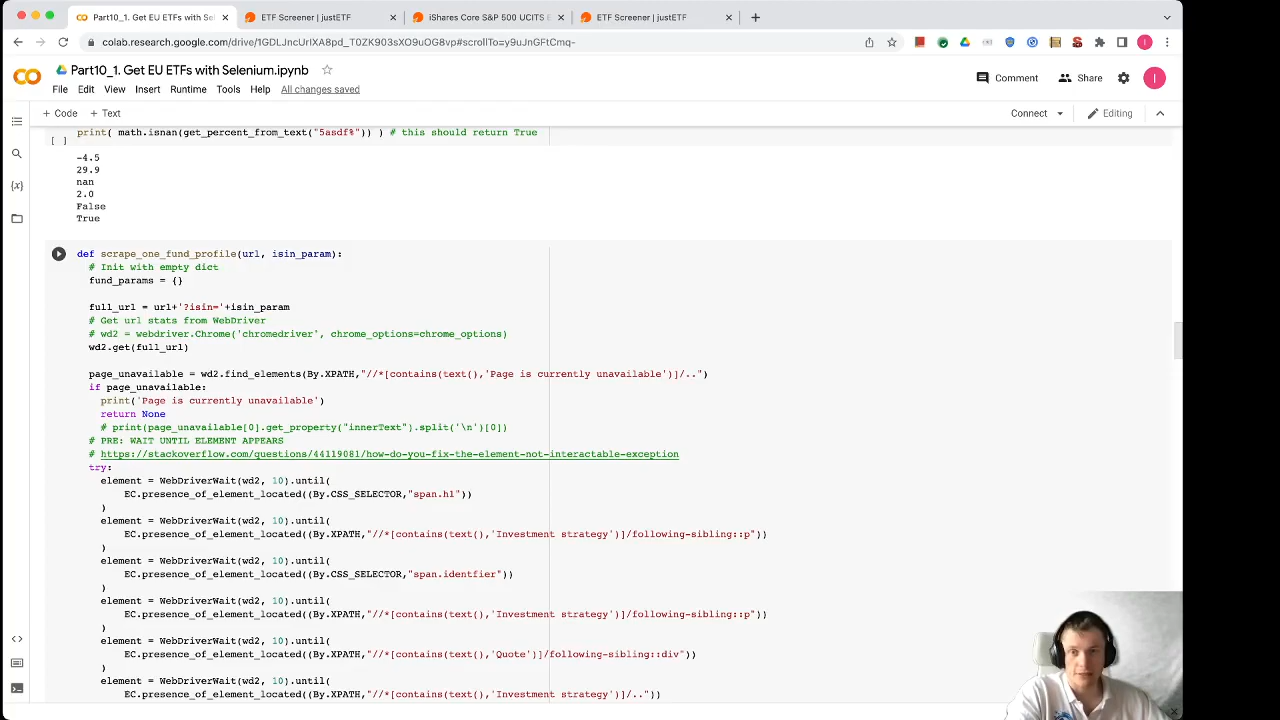 Part10_1. Get EU ETFs with Sel
ETF Screener | justETF
iShares Core S&P 500 UCITS E
ETF Screener | justETF
colab.research.google.com/drive/1GDL_IncUrIXA8pd_T0ZK903sXO9uOG8vp#scrollTo=y9uJnGFtCmq-
Part10_1. Get EU ETFs with Selenium.ipynb
Comment
Share
I
File Edit View Insert Runtime Tools Help All changes saved
+ Code + Text
Connect
Editing
print( math.isnan(get_percent_from_text("5asdf%")) ) # this should return True
[ ]
-4.5
29.9
nan
2.0
False
True
def scrape_one_fund_profile(url, isin_param):
# Init with empty dict
fund_params = {}
full_url = url+'?isin='+isin_param
# Get url stats from WebDriver
# wd2 = webdriver.Chrome('chromedriver', chrome_options=chrome_options)
wd2.get(full_url)
page_unavailable = wd2.find_elements(By.XPATH,"//*[contains(text(),'Page is currently unavailable')]/..")
if page_unavailable:
print('Page is currently unavailable')
return None
# print(page_unavailable[0].get_property("innerText").split('\n')[0])
# PRE: WAIT UNTIL ELEMENT APPEARS
# https://stackoverflow.com/questions/44119081/how-do-you-fix-the-element-not-interactable-exception
try:
element = WebDriverWait(wd2, 10).until(
EC.presence_of_element_located((By.CSS_SELECTOR,"span.h1"))
)
element = WebDriverWait(wd2, 10).until(
EC.presence_of_element_located((By.XPATH,"//*[contains(text(),'Investment strategy')]/following-sibling::p"))
)
element = WebDriverWait(wd2, 10).until(
EC.presence_of_element_located((By.CSS_SELECTOR,"span.identfier"))
)
element = WebDriverWait(wd2, 10).until(
EC.presence_of_element_located((By.XPATH,"//*[contains(text(),'Investment strategy')]/following-sibling::p"))
)
element = WebDriverWait(wd2, 10).until(
EC.presence_of_element_located((By.XPATH,"//*[contains(text(),'Quote')]/following-sibling::div"))
)
element = WebDriverWait(wd2, 10).until(
EC.presence_of_element_located((By.XPATH,"//*[contains(text(),'Investment strategy')]/.."))